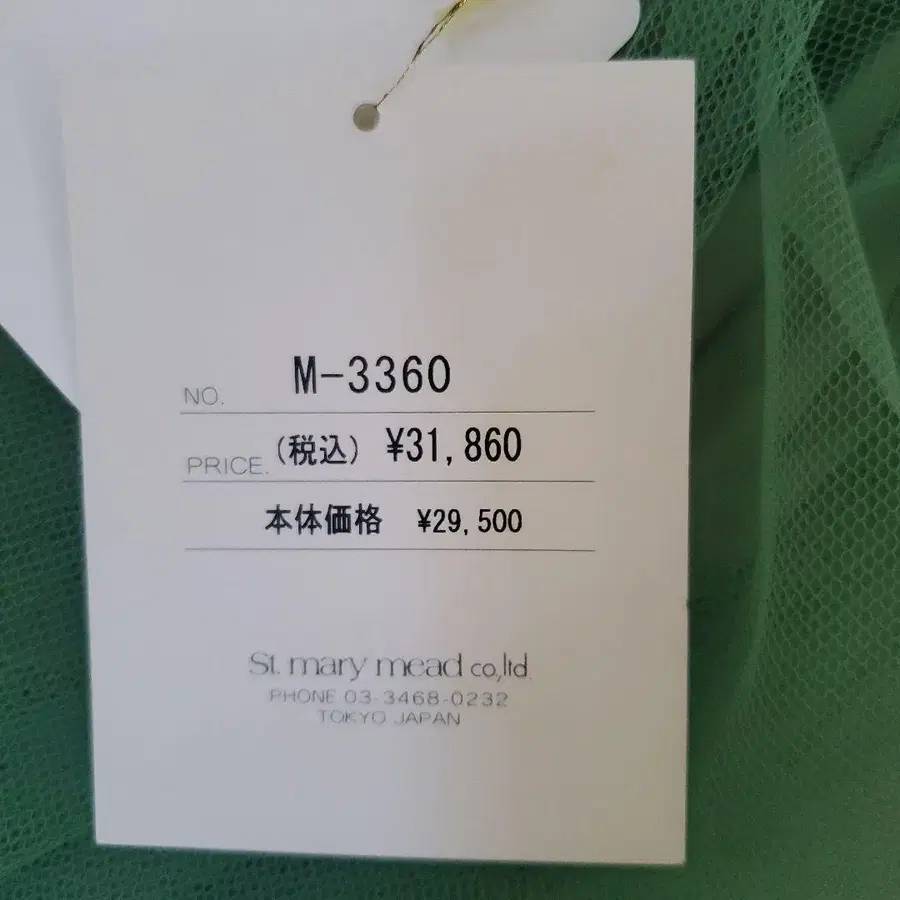 NO. M-3360
PRICE. (税込) ¥31,860
本体価格 ¥29,500
St. mary mead co.,ltd.
PHONE 03-3468-0232
TOKYO JAPAN